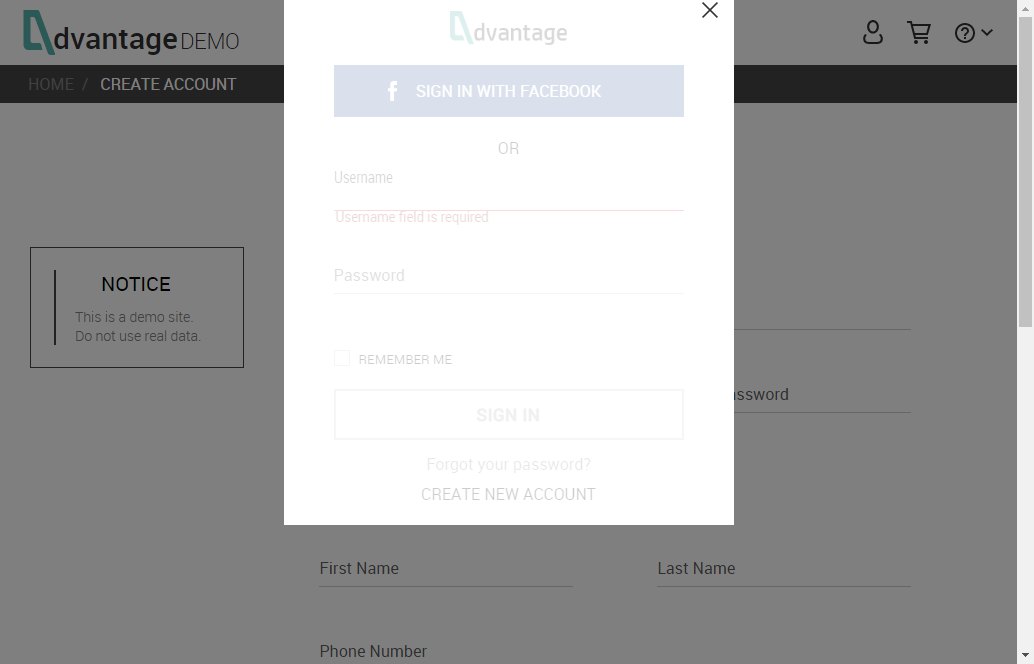 dvantage DEMO
dvantage
HOME / CREATE ACCOUNT
SIGN IN WITH FACEBOOK
OR
Username
Username field is required
Password
REMEMBER ME
SIGN IN
Forgot your password?
CREATE NEW ACCOUNT
NOTICE
This is a demo site.
Do not use real data.
ssword
First Name
Last Name
Phone Number